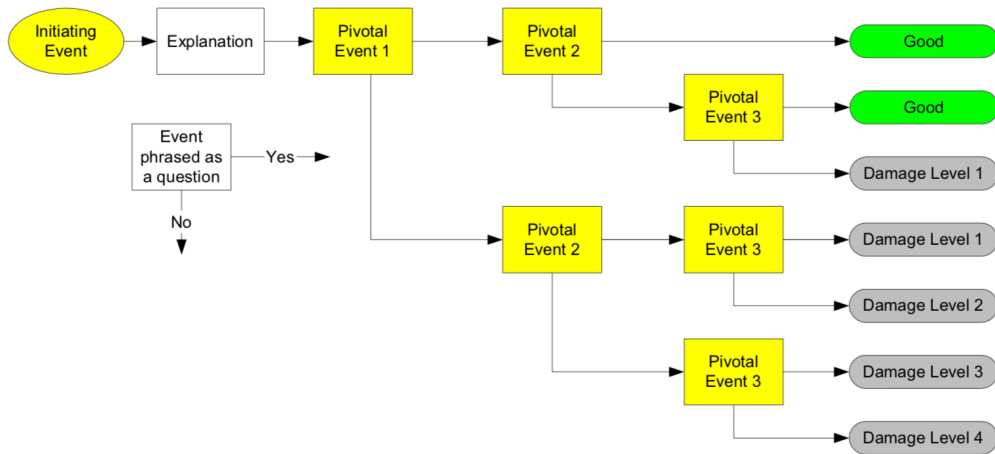 Initiating
Event
Explanation
Pivotal
Event 1
Pivotal
Event 2
Good
Pivotal
Event 3
Good
Event
phrased as
a question
Yes
No
Damage Level 1
Pivotal
Event 2
Pivotal
Event 3
Damage Level 1
Damage Level 2
Pivotal
Event 3
Damage Level 3
Damage Level 4